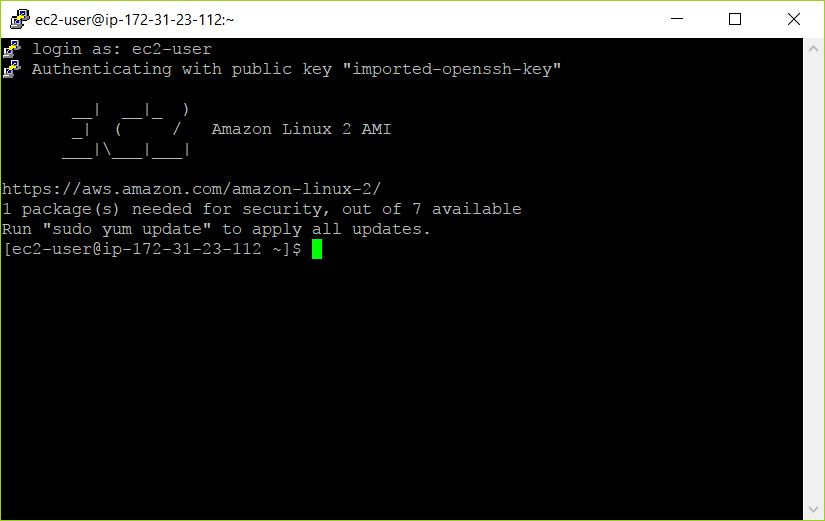 ec2-user@ip-172-31-23-112:~
login as: ec2-user
Authenticating with public key "imported-openssh-key"
       __|  __|_  )
       _|  (     /   Amazon Linux 2 AMI
      ___|\___|___|
https://aws.amazon.com/amazon-linux-2/
1 package(s) needed for security, out of 7 available
Run "sudo yum update" to apply all updates.
[ec2-user@ip-172-31-23-112 ~]$